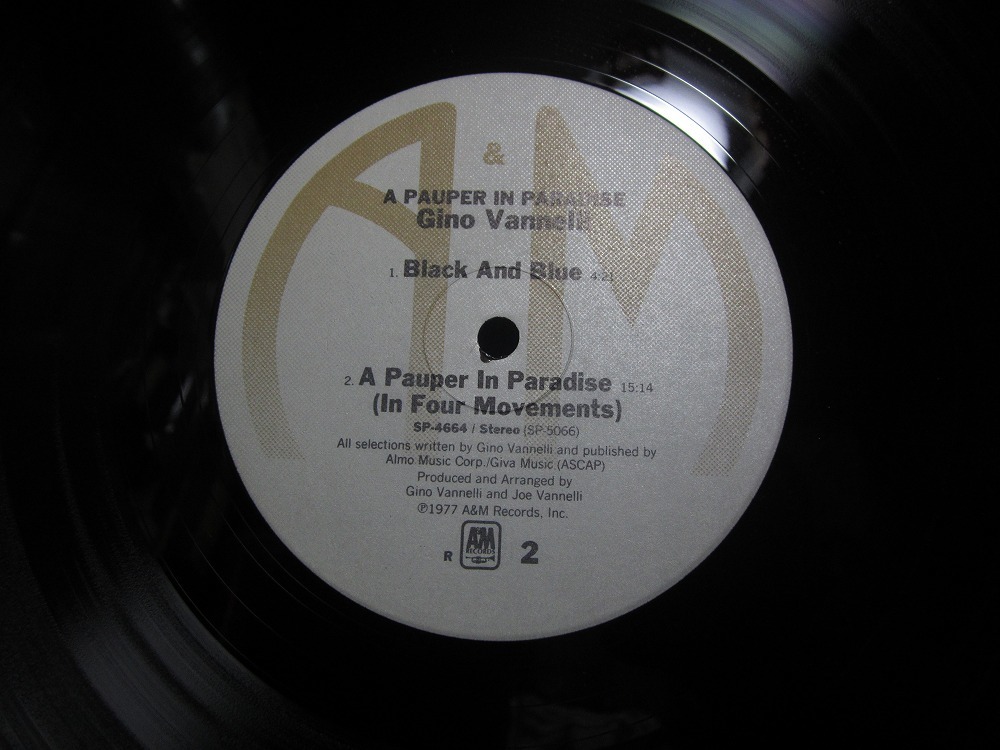 A & M
A PAUPER IN PARADISE
Gino Vannelli
1. Black And Blue 4:21
2. A Pauper In Paradise 15:14
(In Four Movements)
SP-4664 / Stereo (SP-5066)
All selections written by Gino Vannelli and published by
Almo Music Corp./Giva Music (ASCAP)
Produced and Arranged by
Gino Vannelli and Joe Vannelli
℗1977 A&M Records, Inc.
R A&M RECORDS 2